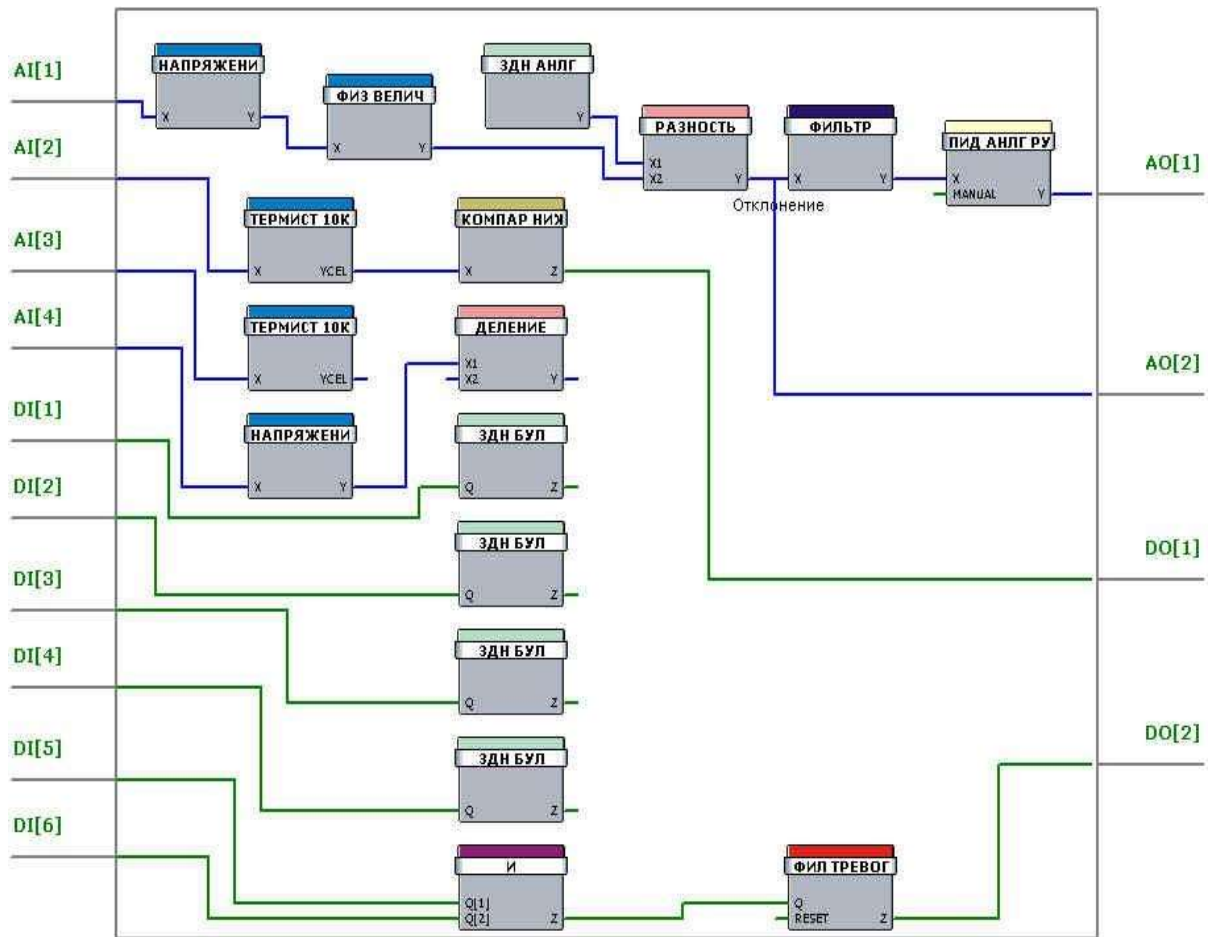 AI[1]
AI[2]
AI[3]
AI[4]
DI[1]
DI[2]
DI[3]
DI[4]
DI[5]
DI[6]
НАПРЯЖЕНИ
X Y
ФИЗ ВЕЛИЧ
X Y
ЗДН АНЛГ
Y
РАЗНОСТЬ
X1
X2 Y
Отклонение
ФИЛЬТР
X Y
ПИД АНЛГ РУ
X
MANUAL Y
ТЕРМИСТ 10К
X YCEL
КОМПАР НИЖ
X Z
ТЕРМИСТ 10К
X YCEL
ДЕЛЕНИЕ
X1
X2 Y
НАПРЯЖЕНИ
X Y
ЗДН БУЛ
Q Z
ЗДН БУЛ
Q Z
ЗДН БУЛ
Q Z
ЗДН БУЛ
Q Z
И
Q[1]
Q[2] Z
ФИЛ ТРЕВОГ
Q
RESET Z
AO[1]
AO[2]
DO[1]
DO[2]